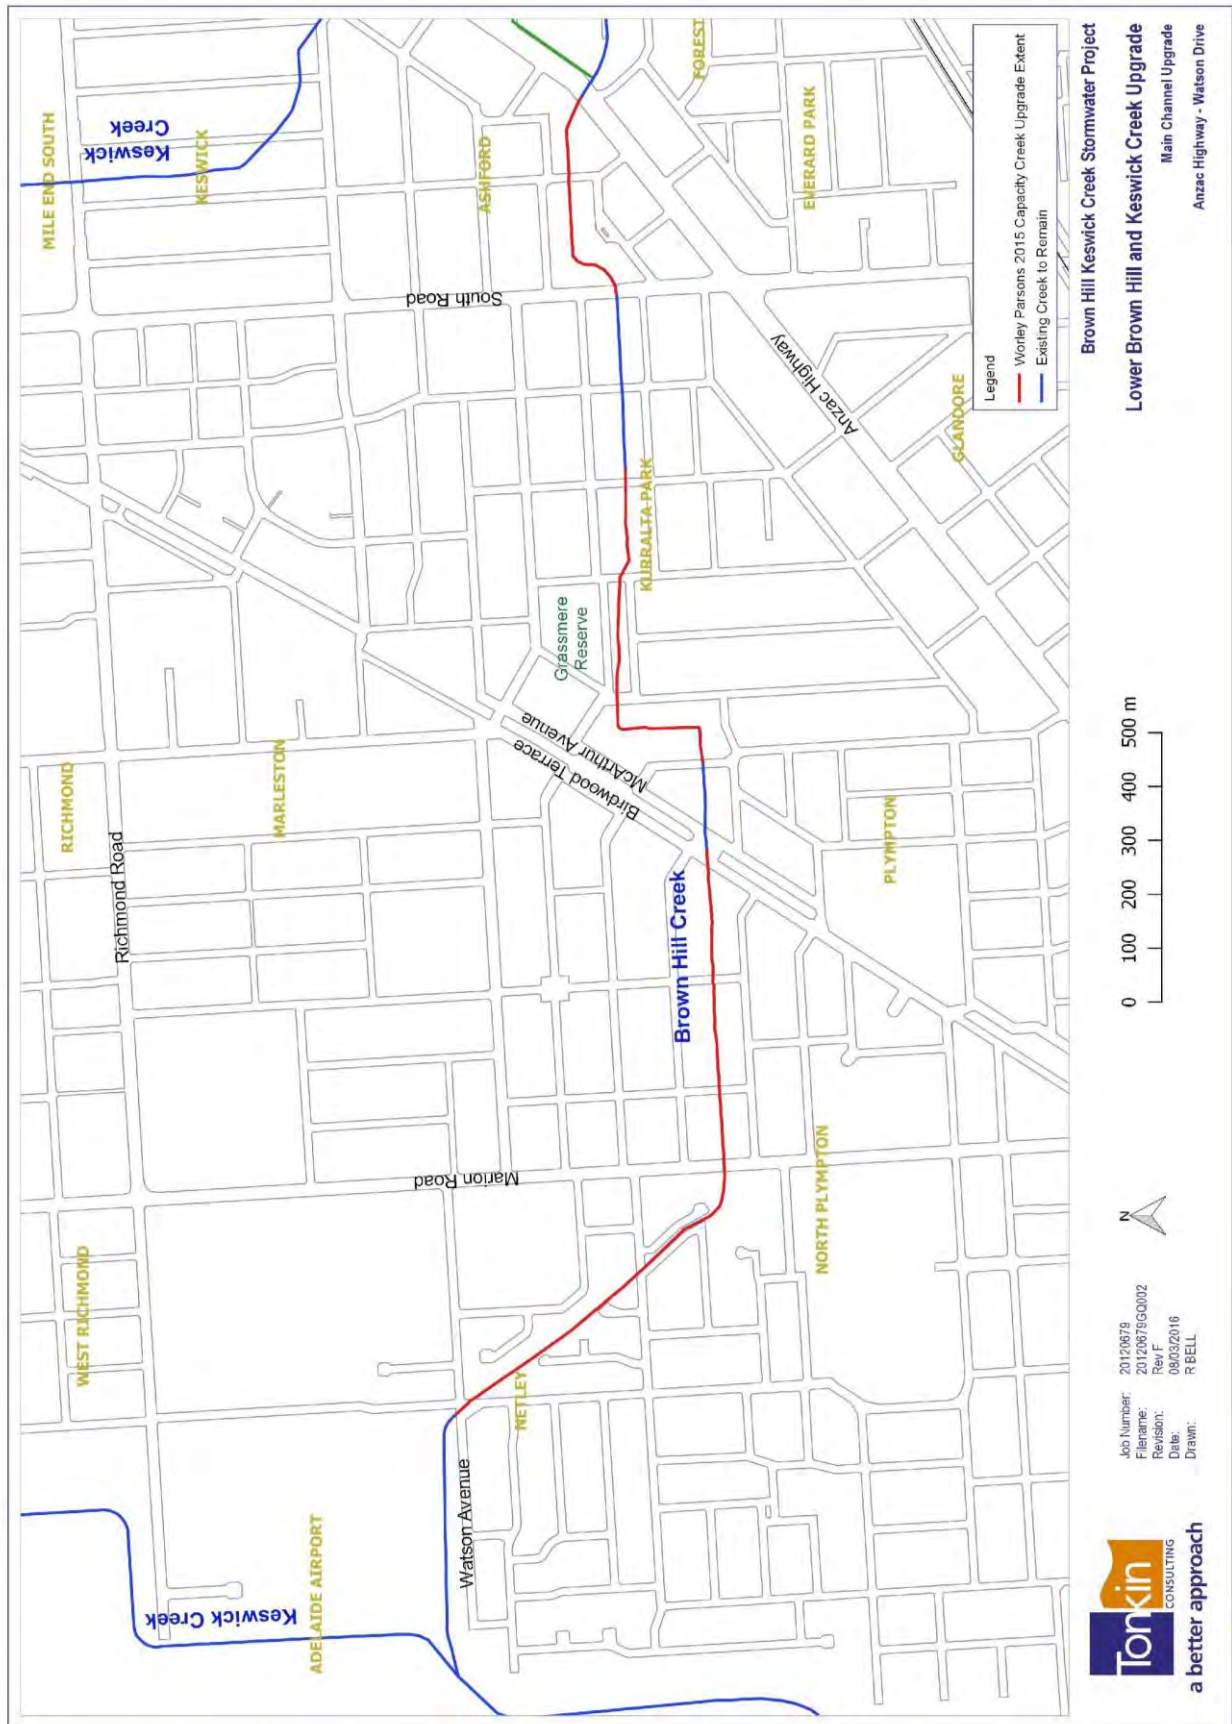 MILE END SOUTH
Keswick
Creek
KESWICK
ASHFORD
FOREST
EVERARD PARK
South Road
Anzac Highway
GLANDORE
KURRALTA PARK
Grassmere
Reserve
McArthur Avenue
Birdwood Terrace
RICHMOND
Richmond Road
MARLESTON
PLYMPTON
Brown Hill Creek
Marion Road
NORTH PLYMPTON
WEST RICHMOND
NETLEY
Watson Avenue
Keswick Creek
ADELAIDE AIRPORT
Legend
Worley Parsons 2015 Capacity Creek Upgrade Extent
Existing Creek to Remain
Tonkin
CONSULTING
a better approach
Job Number: 20120679
Filename: 20120679GQ002
Revision: Rev F
Date: 08/03/2016
Drawn: R BELL
N
0 100 200 300 400 500 m
Brown Hill Keswick Creek Stormwater Project
Lower Brown Hill and Keswick Creek Upgrade
Main Channel Upgrade
Anzac Highway - Watson Drive